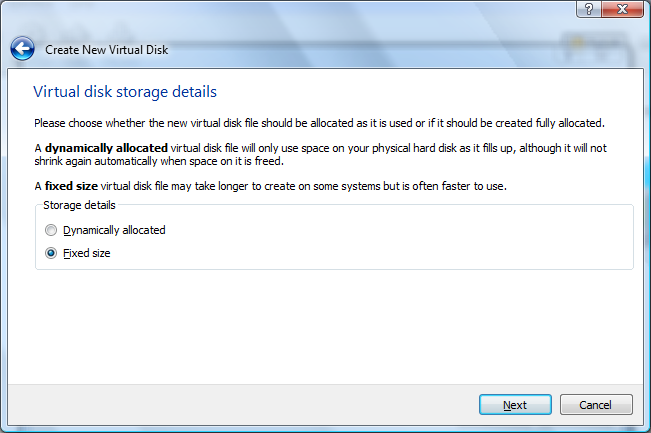 Create New Virtual Disk
Virtual disk storage details
Please choose whether the new virtual disk file should be allocated as it is used or if it should be created fully allocated.
A dynamically allocated virtual disk file will only use space on your physical hard disk as it fills up, although it will not
shrink again automatically when space on it is freed.
A fixed size virtual disk file may take longer to create on some systems but is often faster to use.
Storage details
Dynamically allocated
Fixed size
Next
Cancel